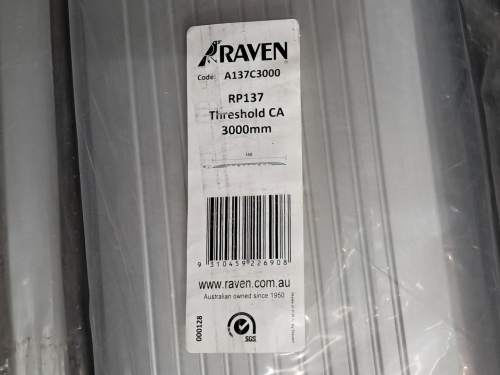 RAVEN
Code: A137C3000
RP137
Threshold CA
3000mm
9 310459 226908
www.raven.com.au
Australian owned since 1950
000128
SGS